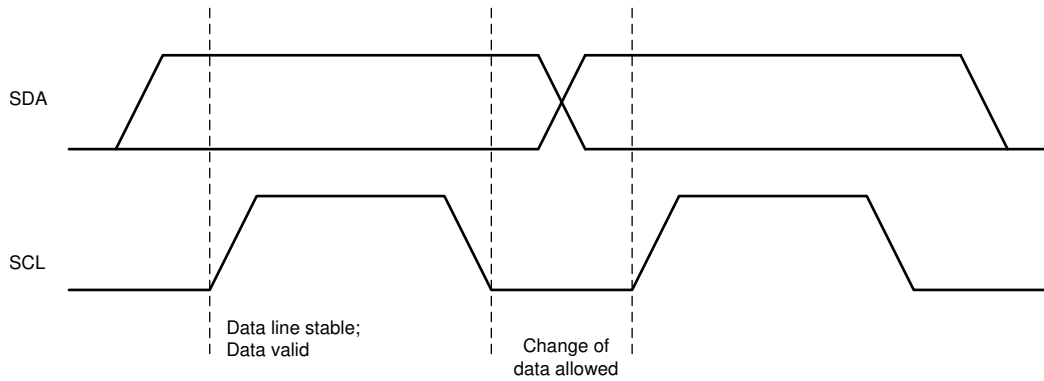 SDA
SCL
Data line stable;
Data valid
Change of
data allowed